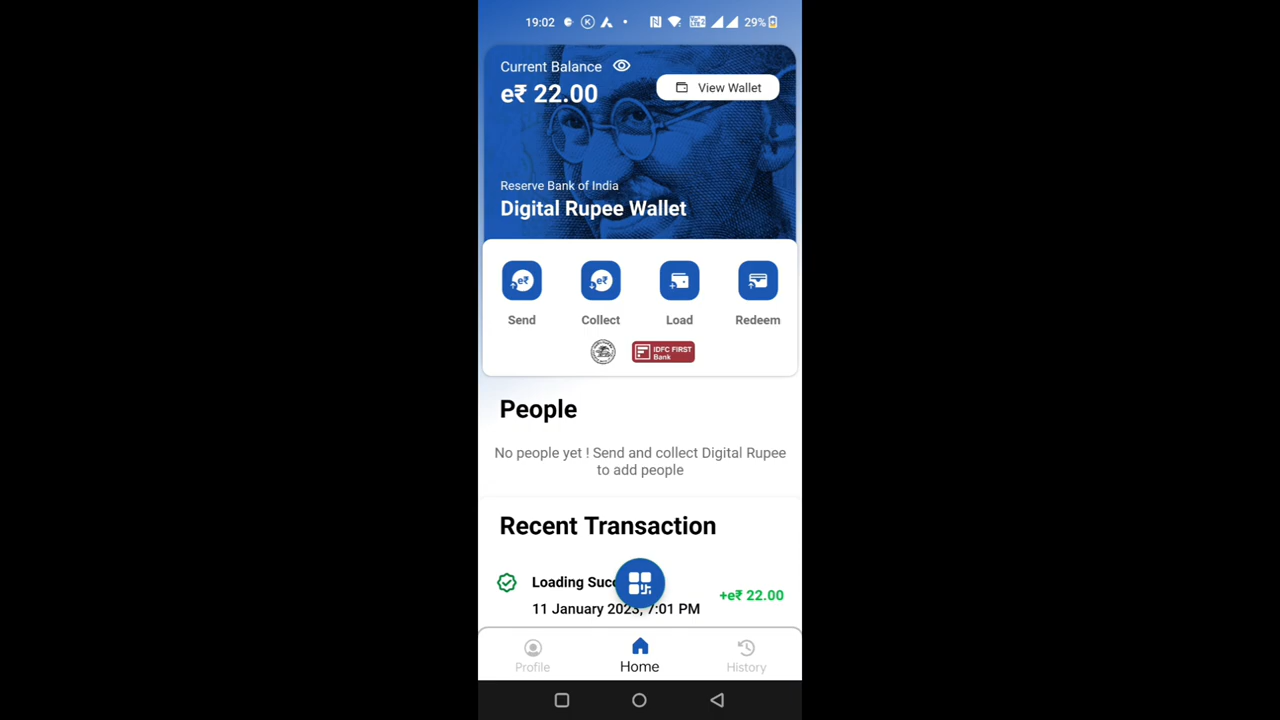 19:02
29%
Current Balance
e₹ 22.00
View Wallet
Reserve Bank of India
Digital Rupee Wallet
e₹
e₹
Send
Collect
Load
Redeem
IDFC FIRST
Bank
People
No people yet ! Send and collect Digital Rupee
to add people
Recent Transaction
Loading
+e₹ 22.00
11 January 2023, 7:01 PM
Profile
Home
History